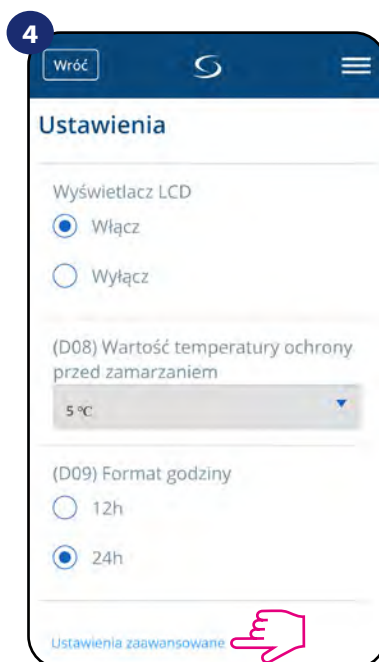 4
Wróć
Ustawienia
Wyświetlacz LCD
Włącz
Wyłącz
(D08) Wartość temperatury ochrony
przed zamarzaniem
5 °C
(D09) Format godziny
12h
24h
Ustawienia zaawansowane